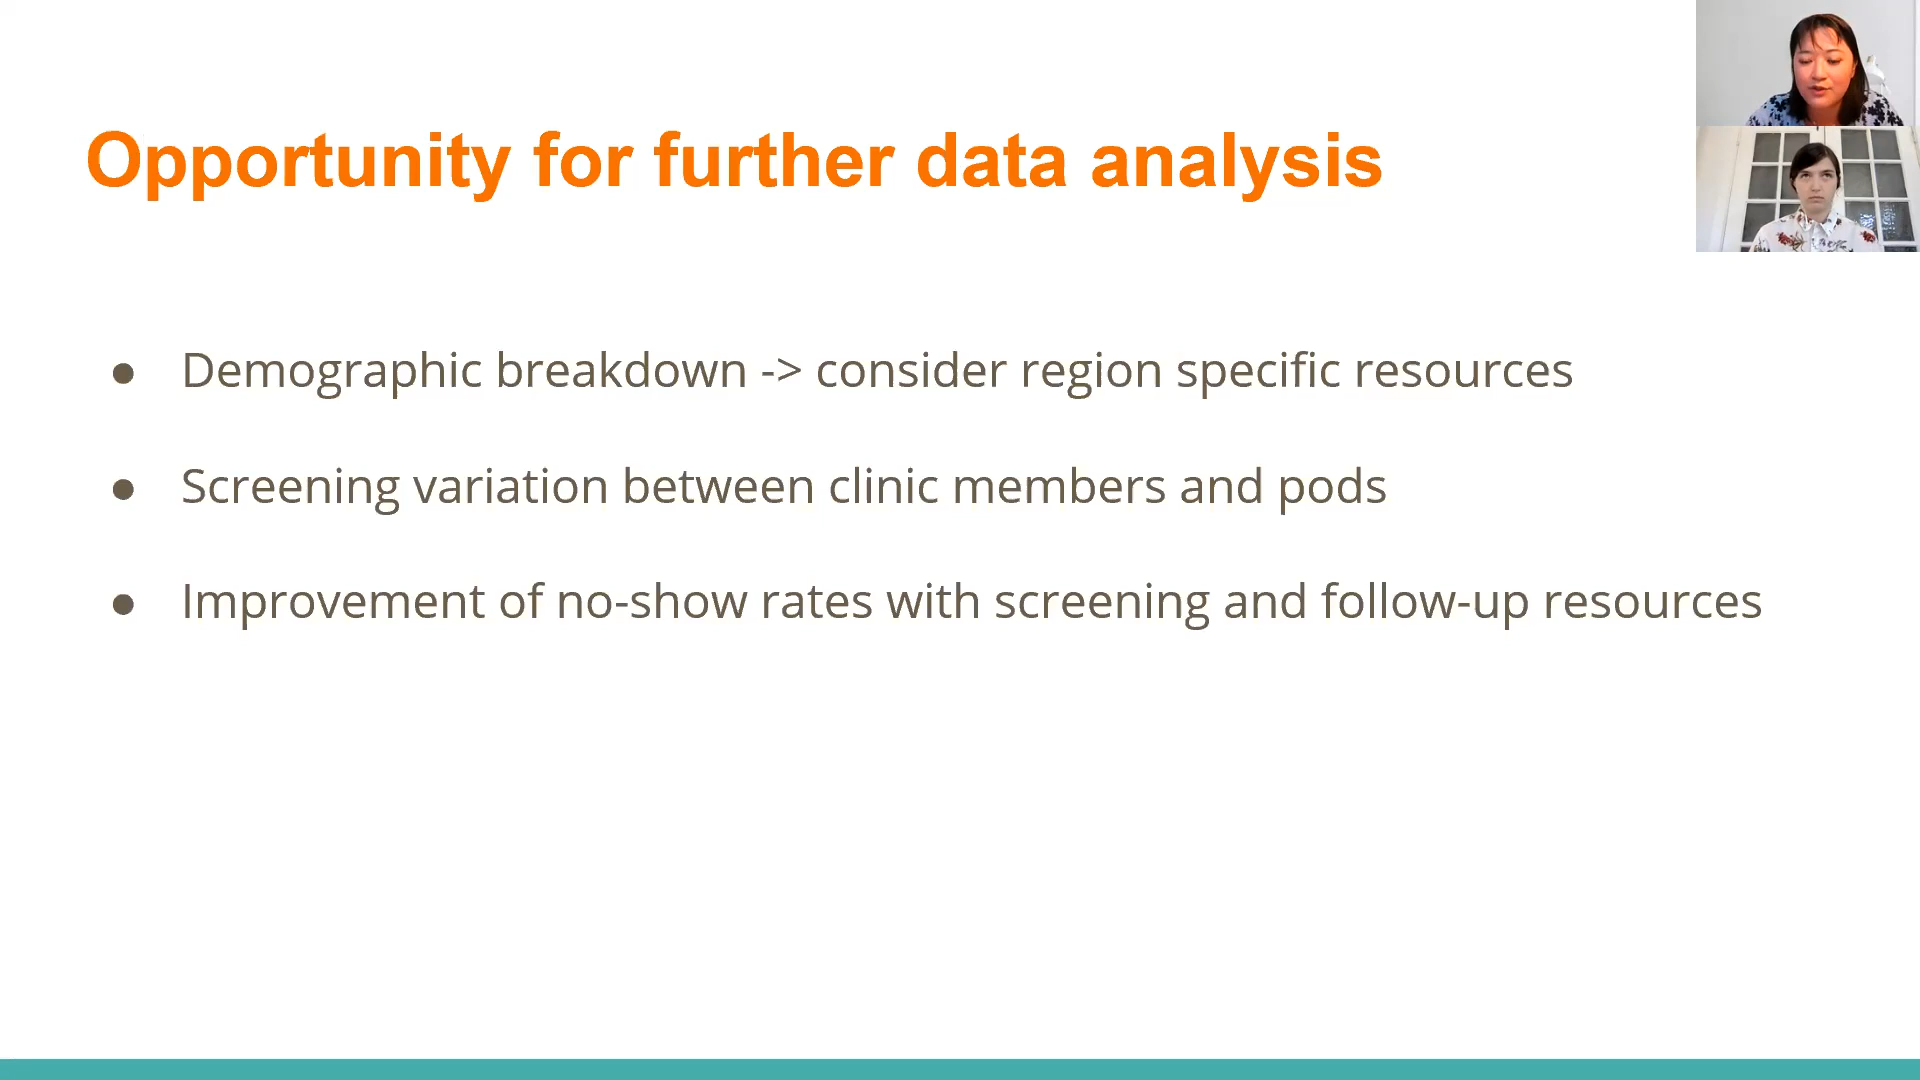 Opportunity for further data analysis
● Demographic breakdown -> consider region specific resources
● Screening variation between clinic members and pods
● Improvement of no-show rates with screening and follow-up resources